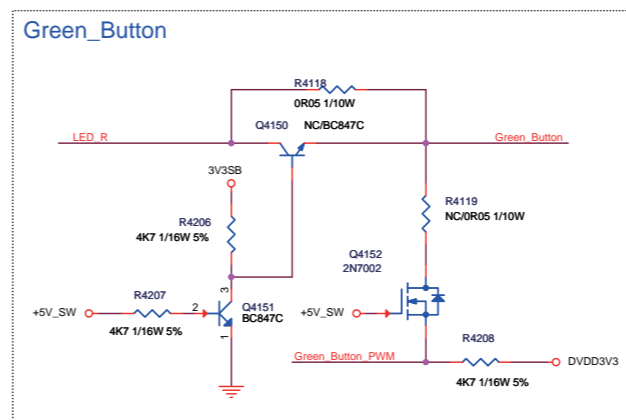 Green_Button
R4118
0R05 1/10W
Q4150 NC/BC847C
LED_R
Green_Button
3V3SB
R4119
NC/0R05 1/10W
R4206
4K7 1/16W 5%
Q4152
2N7002
3
R4207
2
Q4151
BC847C
+5V_SW
+5V_SW
4K7 1/16W 5%
1
R4208
Green_Button_PWM
DVDD3V3
4K7 1/16W 5%